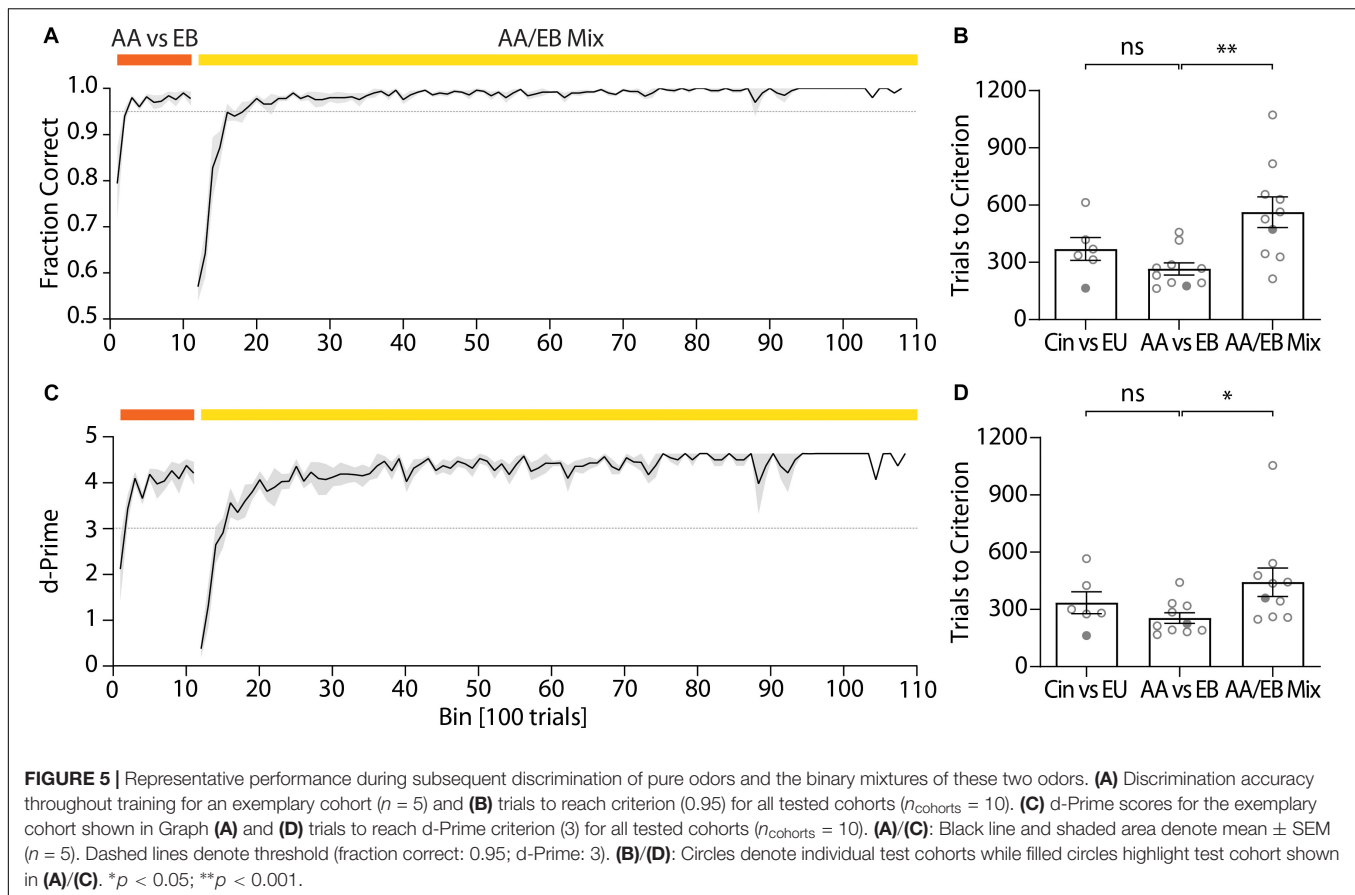 A
AA vs EB
AA/EB Mix
Fraction Correct
1.0
0.9
0.8
0.7
0.6
0.5
0 10 20 30 40 50 60 70 80 90 100 110
B
ns
**
Trials to Criterion
1200
900
600
300
0
Cin vs EU AA vs EB AA/EB Mix
C
d-Prime
5
4
3
2
1
0
0 10 20 30 40 50 60 70 80 90 100 110
Bin [100 trials]
D
ns
*
Trials to Criterion
1200
900
600
300
0
Cin vs EU AA vs EB AA/EB Mix
FIGURE 5 | Representative performance during subsequent discrimination of pure odors and the binary mixtures of these two odors. (A) Discrimination accuracy
throughout training for an exemplary cohort (n = 5) and (B) trials to reach criterion (0.95) for all tested cohorts (ncohorts = 10). (C) d-Prime scores for the exemplary
cohort shown in Graph (A) and (D) trials to reach d-Prime criterion (3) for all tested cohorts (ncohorts = 10). (A)/(C): Black line and shaded area denote mean ± SEM
(n = 5). Dashed lines denote threshold (fraction correct: 0.95; d-Prime: 3). (B)/(D): Circles denote individual test cohorts while filled circles highlight test cohort shown
in (A)/(C). *p < 0.05; **p < 0.001.